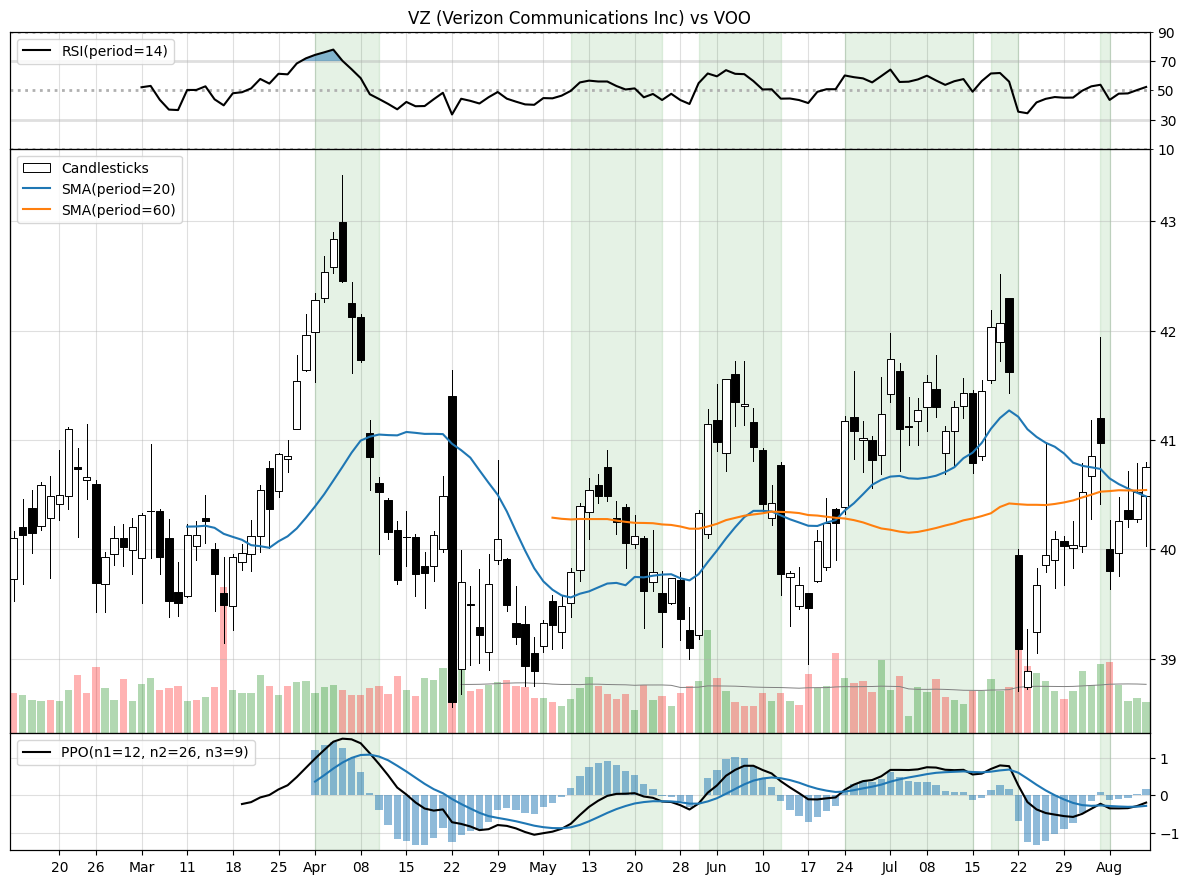 VZ (Verizon Communications Inc) vs VOO
RSI(period=14)
90
70
50
30
10
Candlesticks
SMA(period=20)
SMA(period=60)
43
42
41
40
39
PPO(n1=12, n2=26, n3=9)
1
0
−1
20 26 Mar 11 18 Apr 08 15 22 29 May 13 20 28 Jun 10 17 24 Jul 08 15 22 29 Aug